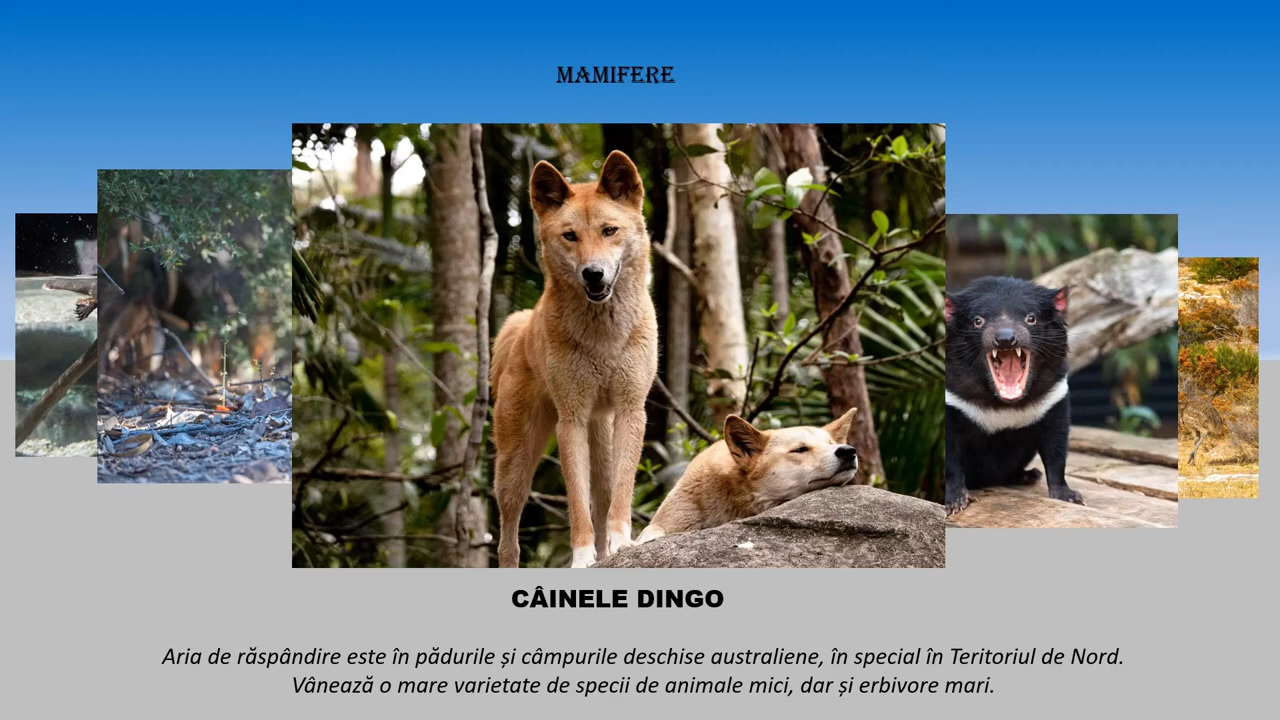 MAMIFERE
CÂINELE DINGO
Aria de răspândire este în pădurile și câmpurile deschise australiene, în special în Teritoriul de Nord.
Vânează o mare varietate de specii de animale mici, dar și erbivore mari.